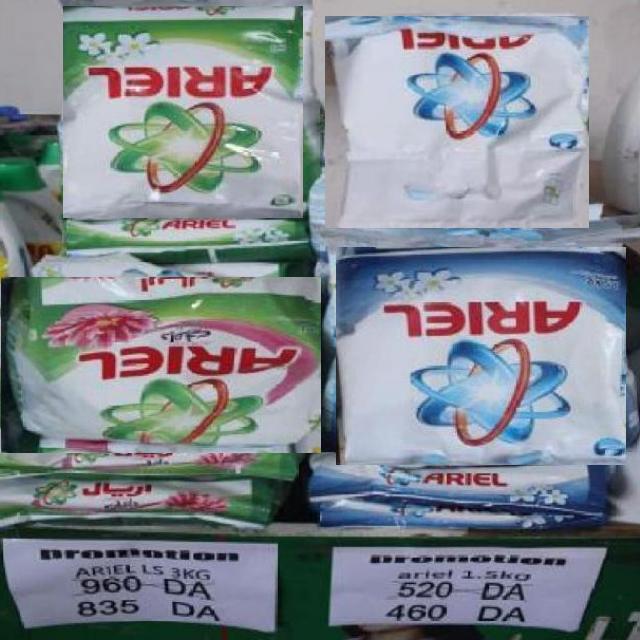 ARIEL
ARIEL
ARIEL
ARIEL
ARIEL
اريال
ARIEL
promotion
ARIEL LS 3KG
960 DA
835 DA
promotion
ariel 1.5kg
520 DA
460 DA